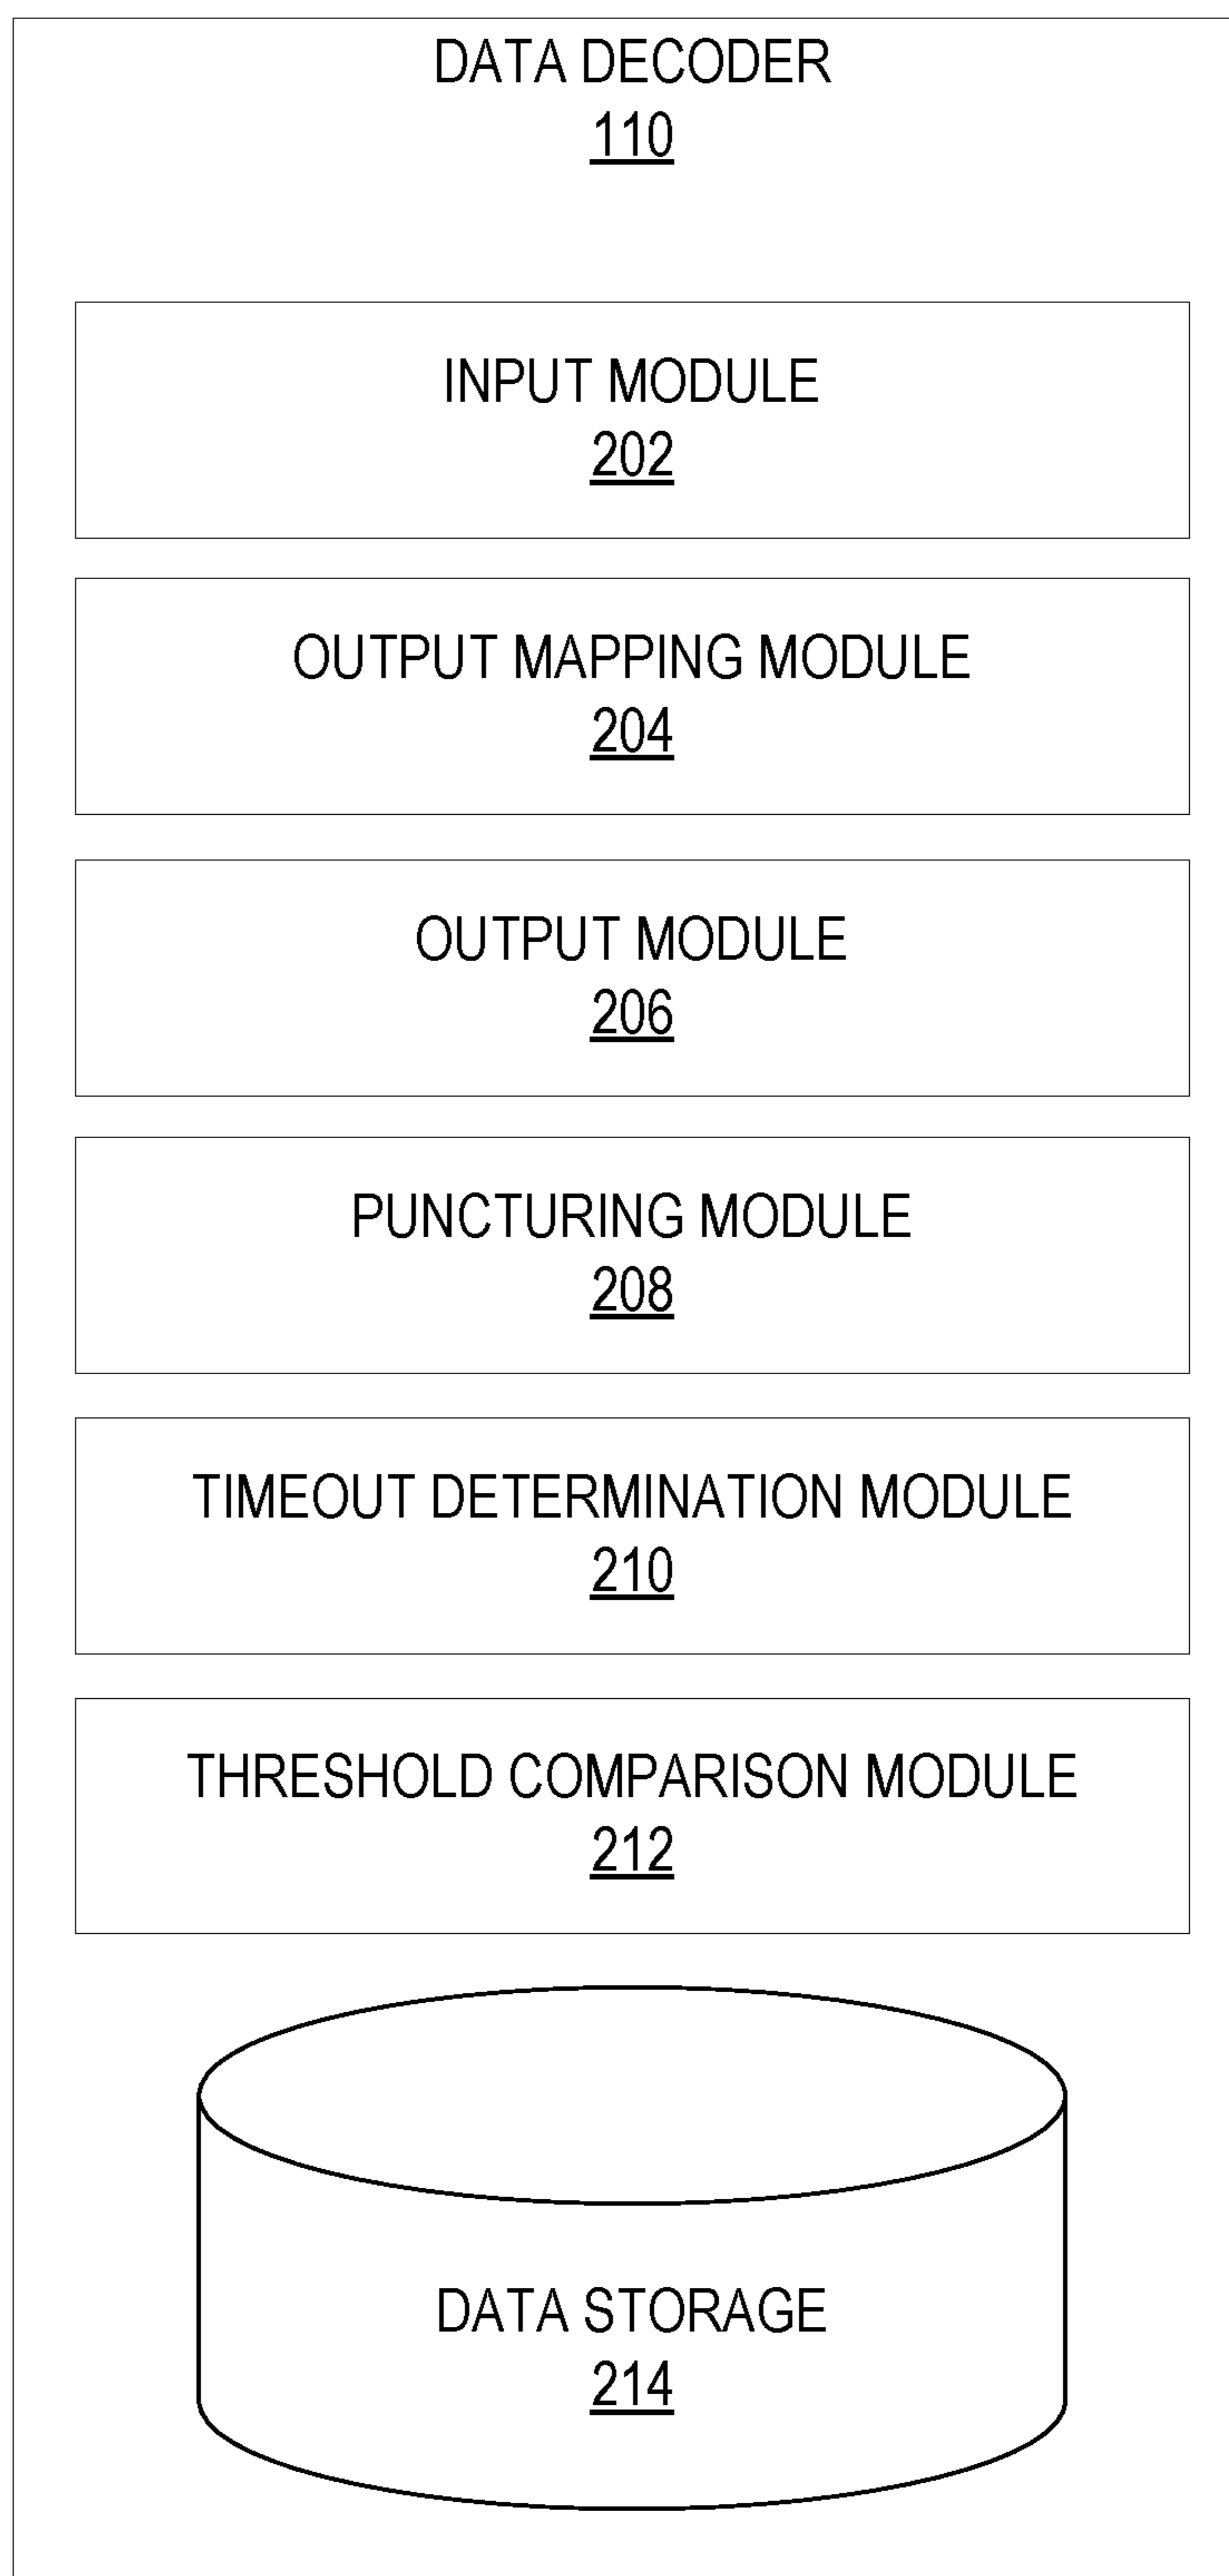 DATA DECODER
110
INPUT MODULE
202
OUTPUT MAPPING MODULE
204
OUTPUT MODULE
206
PUNCTURING MODULE
208
TIMEOUT DETERMINATION MODULE
210
THRESHOLD COMPARISON MODULE
212
DATA STORAGE
214